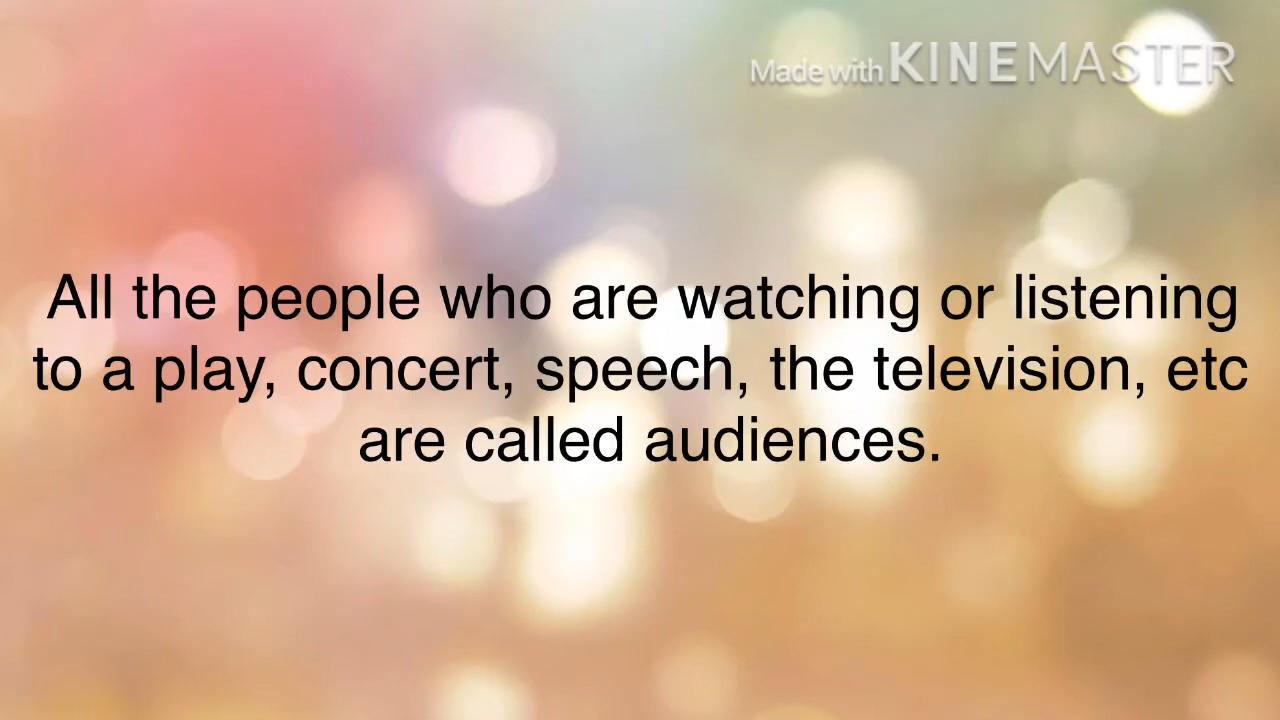 Made with KINEMASTER
All the people who are watching or listening
to a play, concert, speech, the television, etc
are called audiences.